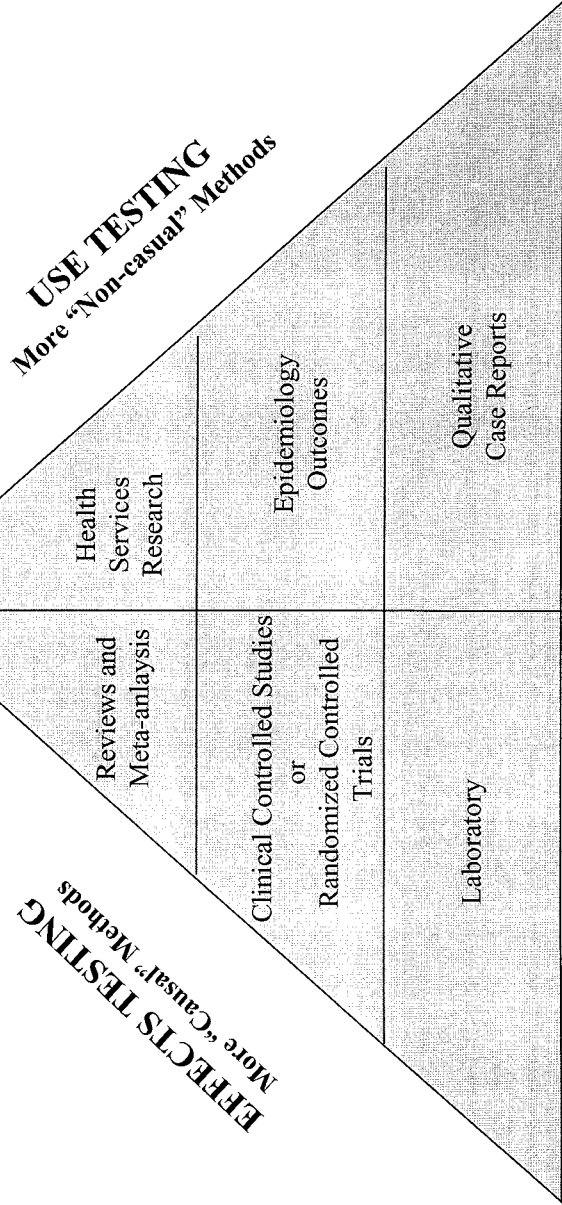 EFFECTS TESTING
More “Causal” Methods
USE TESTING
More “Non-casual” Methods
Reviews and
Meta-anlaysis
Health
Services
Research
Clinical Controlled Studies
or
Randomized Controlled
Trials
Epidemiology
Outcomes
Laboratory
Qualitative
Case Reports